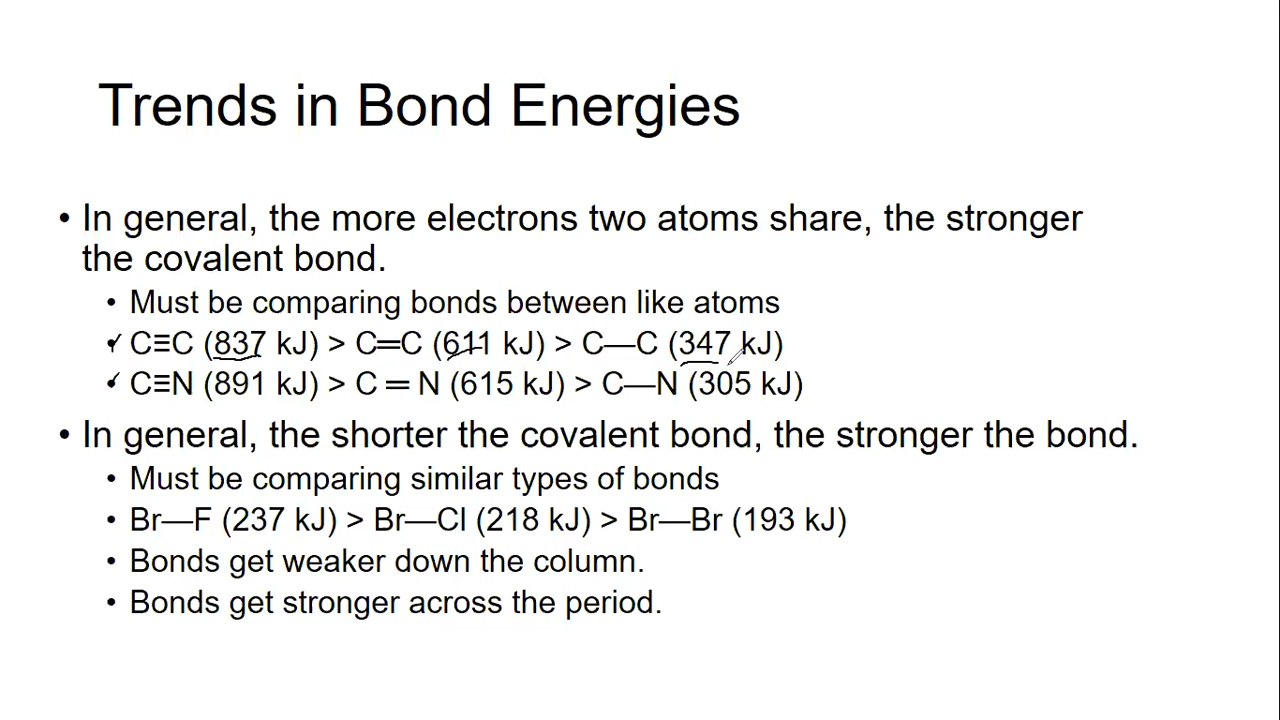 Trends in Bond Energies
• In general, the more electrons two atoms share, the stronger
the covalent bond.
• Must be comparing bonds between like atoms
• C≡C (837 kJ) > C═C (611 kJ) > C—C (347 kJ)
• C≡N (891 kJ) > C ═ N (615 kJ) > C—N (305 kJ)
• In general, the shorter the covalent bond, the stronger the bond.
• Must be comparing similar types of bonds
• Br—F (237 kJ) > Br—Cl (218 kJ) > Br—Br (193 kJ)
• Bonds get weaker down the column.
• Bonds get stronger across the period.